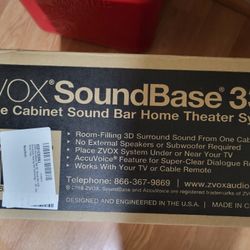 ZVOX SoundBase 3
e Cabinet Sound Bar Home Theater Sy
• Room-Filling 3D Surround Sound From One Cab
• No External Speakers or Subwoofer Required
• Place ZVOX System Under or Near Your TV
• AccuVoice® Feature for Super-Clear Dialogue R
• Works With Your TV or Cable Remote
Telephone 866-367-9869 www.zvoxaudio
DESIGNED AND ENGINEERED IN THE U.S.A. MADE IN C